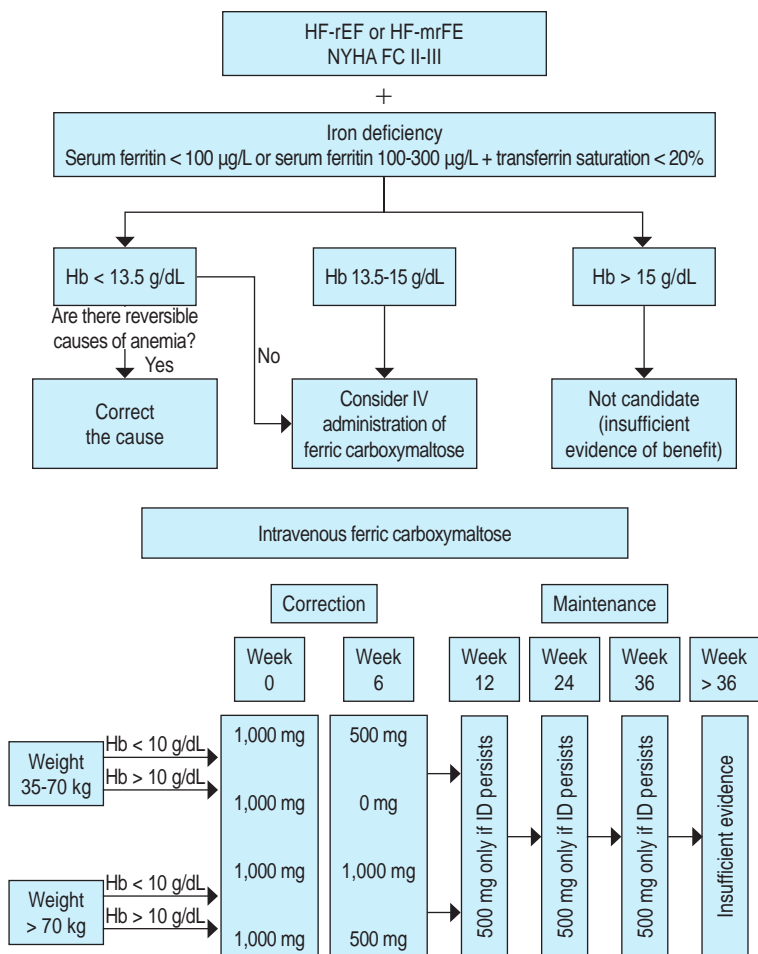 HF-rEF or HF-mrFE
NYHA FC II-III
+
Iron deficiency
Serum ferritin < 100 µg/L or serum ferritin 100-300 µg/L + transferrin saturation < 20%
Hb < 13.5 g/dL
Hb 13.5-15 g/dL
Hb > 15 g/dL
Are there reversible
causes of anemia?
Yes
No
Correct
the cause
Consider IV
administration of
ferric carboxymaltose
Not candidate
(insufficient
evidence of benefit)
Intravenous ferric carboxymaltose
Correction
Maintenance
Week
0
Week
6
Week
12
Week
24
Week
36
Week
> 36
Weight
35-70 kg
Hb < 10 g/dL
Hb > 10 g/dL
1,000 mg
500 mg
1,000 mg
0 mg
Weight
> 70 kg
Hb < 10 g/dL
Hb > 10 g/dL
1,000 mg
1,000 mg
1,000 mg
500 mg
500 mg only if ID persists
500 mg only if ID persists
500 mg only if ID persists
Insufficient evidence